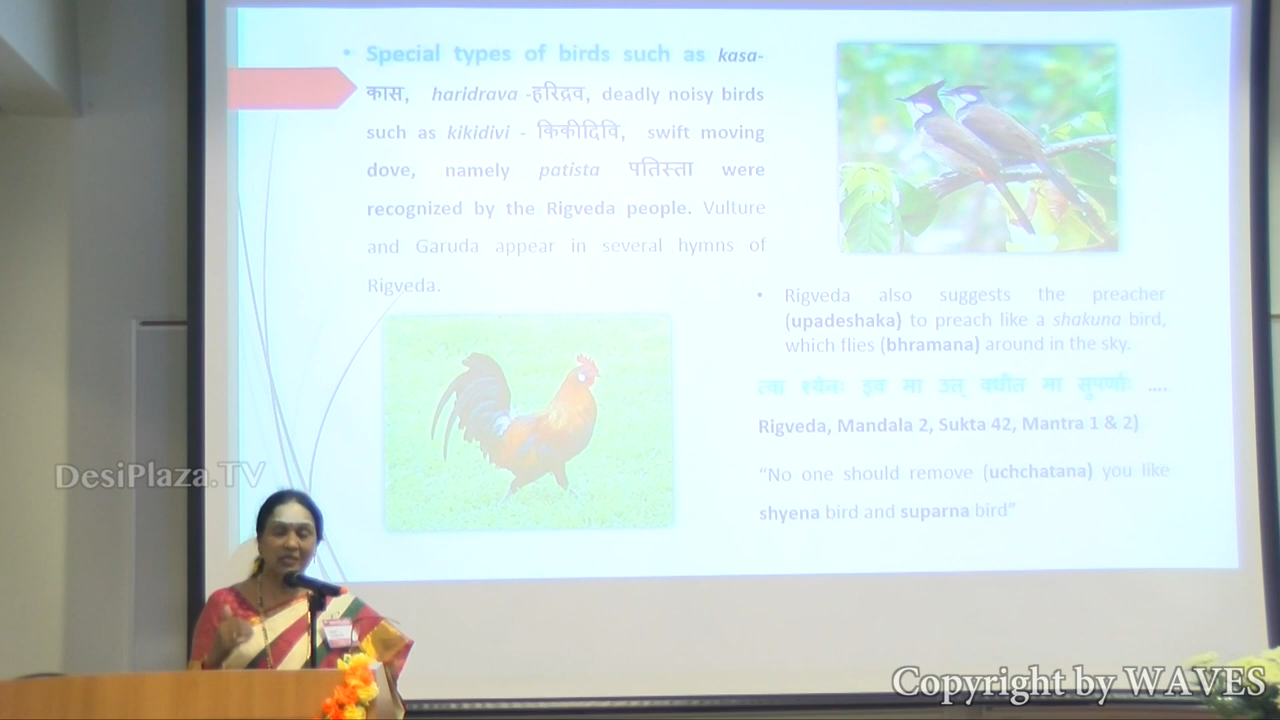 • Special types of birds such as kasa-
कास, haridrava -हरिद्रव, deadly noisy birds
such as kikidivi - किकीदिवि, swift moving
dove, namely patista पतिस्ता were
recognized by the Rigveda people. Vulture
and Garuda appear in several hymns of
Rigveda.
• Rigveda also suggests the preacher
(upadeshaka) to preach like a shakuna bird,
which flies (bhramana) around in the sky.
त्वा श्येनः इव मा उत् वधीत मा सुपर्णाः ....
Rigveda, Mandala 2, Sukta 42, Mantra 1 & 2)
“No one should remove (uchchatana) you like
shyena bird and suparna bird”
DesiPlaza.TV
Copyright by WAVES